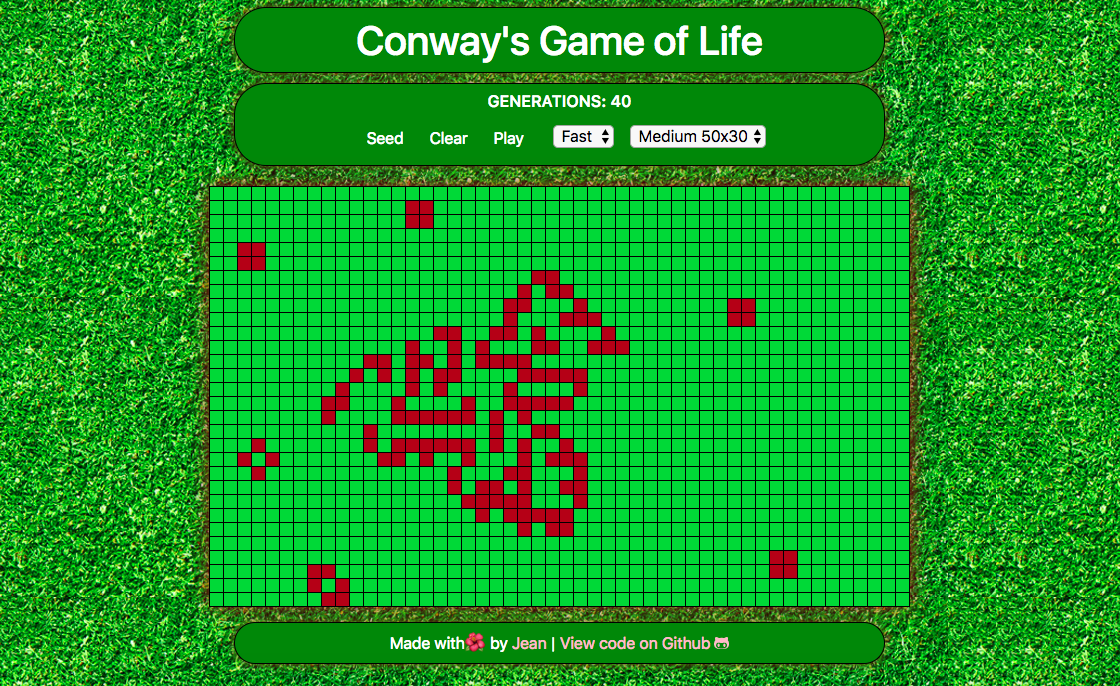 Conway's Game of Life
GENERATIONS: 40
Seed Clear Play Fast Medium 50x30
Made with🌺 by Jean | View code on Github